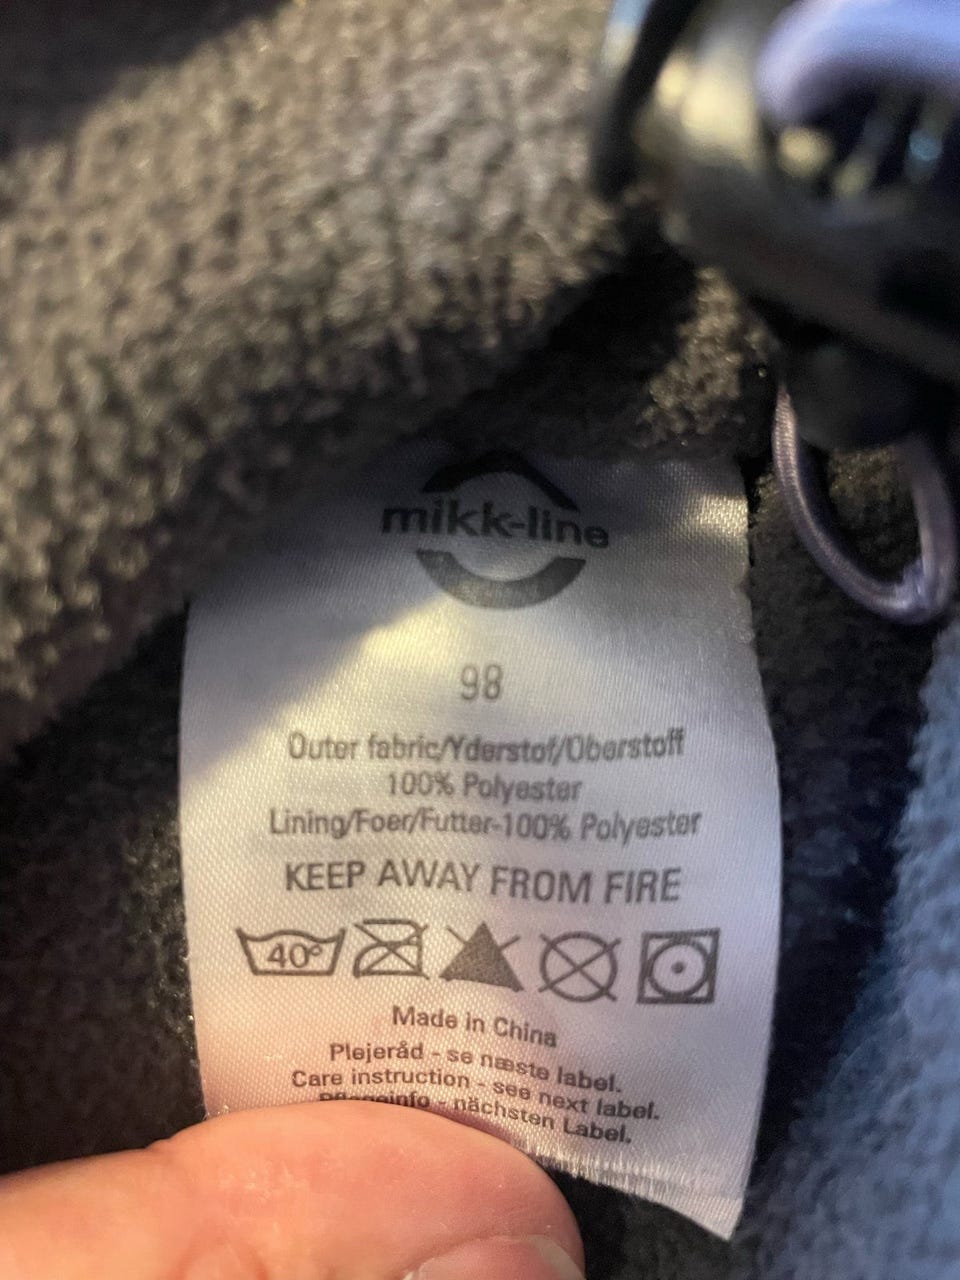 mikk-line
98
Outer fabric/Yderstof/Oberstoff
100% Polyester
Lining/Foer/Futter-100% Polyester
KEEP AWAY FROM FIRE
40°
Made in China
Plejeråd - se næste label.
Care instruction - see next label.
Pflegeinfo - nächsten Label.